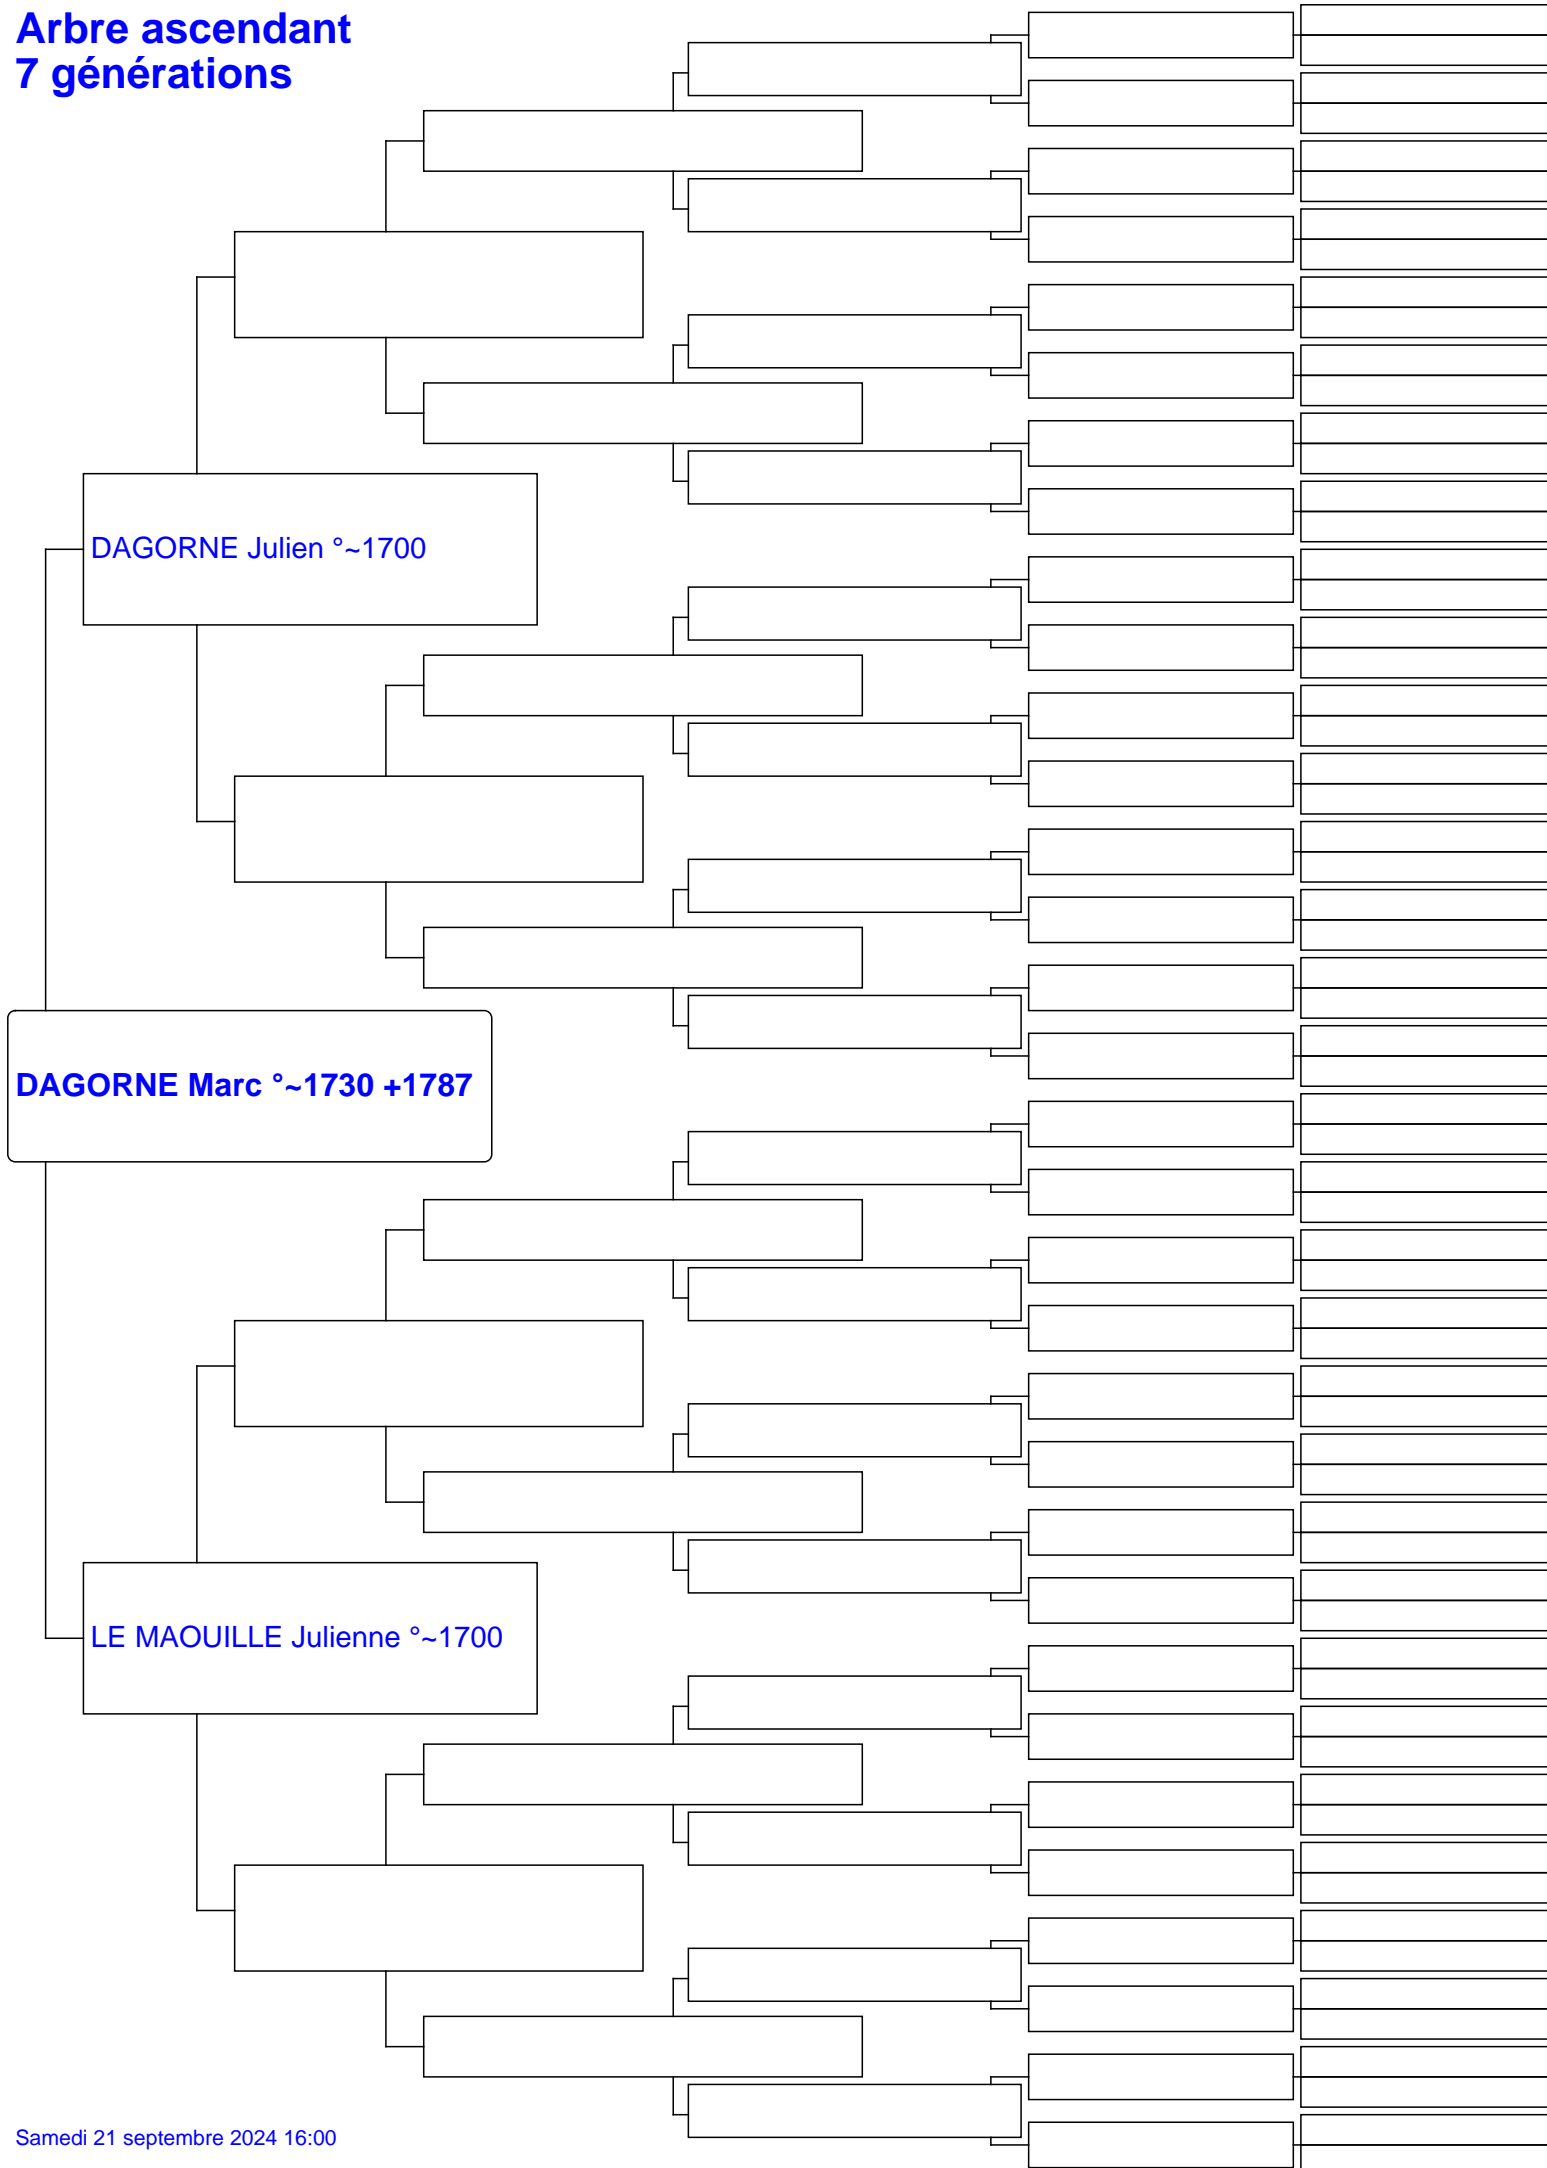 Arbre ascendant
7 générations
DAGORNE Julien °~1700
DAGORNE Marc °~1730 +1787
LE MAOUILLE Julienne °~1700
Samedi 21 septembre 2024 16:00